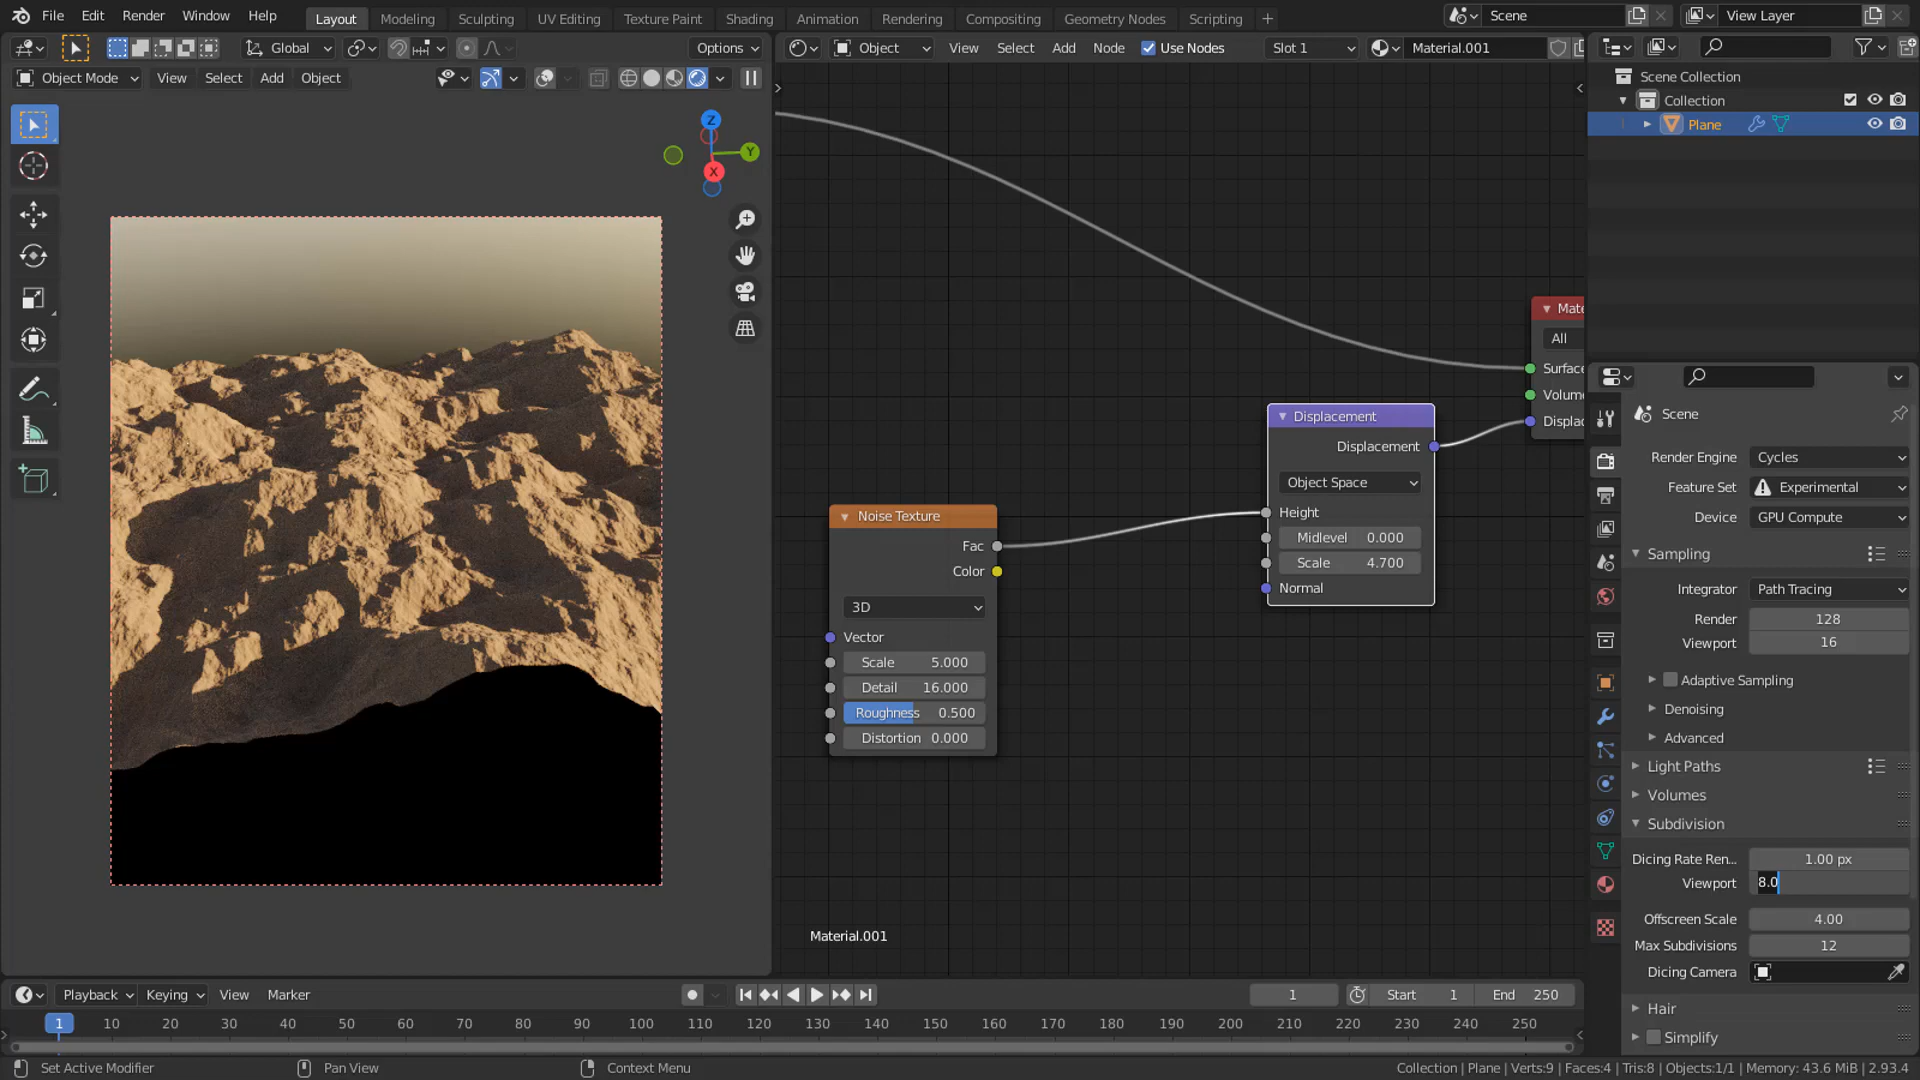 File Edit Render Window Help Layout Modeling Sculpting UV Editing Texture Paint Shading Animation Rendering Compositing Geometry Nodes Scripting + Scene View Layer
Global Options Object View Select Add Node Use Nodes Slot 1 Material.001
Object Mode View Select Add Object
Z
Y
X
Scene Collection
Collection
Plane
Mate
All
Surface
Volume
Displac
Displacement
Displacement
Object Space
Height
Midlevel 0.000
Scale 4.700
Normal
Noise Texture
Fac
Color
3D
Vector
Scale 5.000
Detail 16.000
Roughness 0.500
Distortion 0.000
Material.001
Scene
Render Engine Cycles
Feature Set Experimental
Device GPU Compute
Sampling
Integrator Path Tracing
Render 128
Viewport 16
Adaptive Sampling
Denoising
Advanced
Light Paths
Volumes
Subdivision
Dicing Rate Ren... 1.00 px
Viewport 8.0
Offscreen Scale 4.00
Max Subdivisions 12
Dicing Camera
Hair
Simplify
Playback Keying View Marker 1 Start 1 End 250
1 10 20 30 40 50 60 70 80 90 100 110 120 130 140 150 160 170 180 190 200 210 220 230 240 250
Set Active Modifier Pan View Context Menu Collection | Plane | Verts:9 | Faces:4 | Tris:8 | Objects:1/1 | Memory: 43.6 MiB | 2.93.4